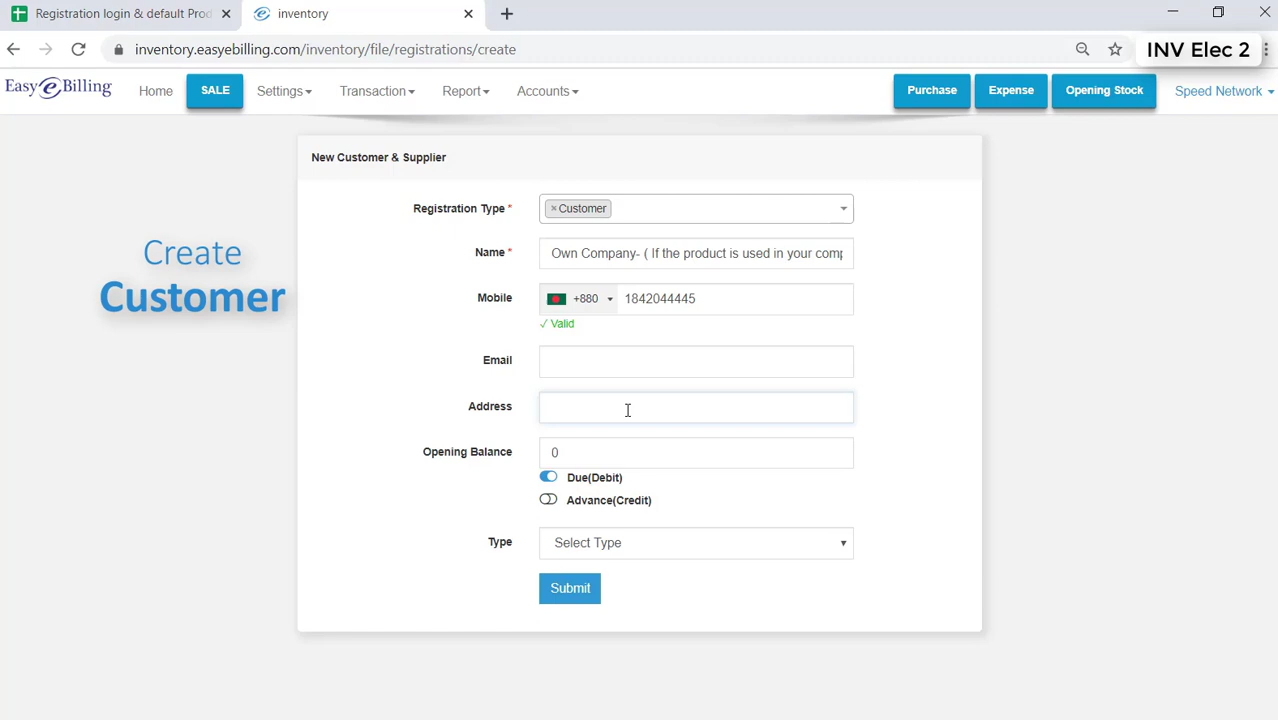 Registration login & default Prod
inventory
inventory.easyebilling.com/inventory/file/registrations/create
INV Elec 2
Easy eBilling
Home
SALE
Settings
Transaction
Report
Accounts
Purchase
Expense
Opening Stock
Speed Network
New Customer & Supplier
Registration Type *
×Customer
Create
Customer
Name *
Own Company- ( If the product is used in your comp
Mobile
+880
1842044445
✓ Valid
Email
Address
Opening Balance
0
Due(Debit)
Advance(Credit)
Type
Select Type
Submit